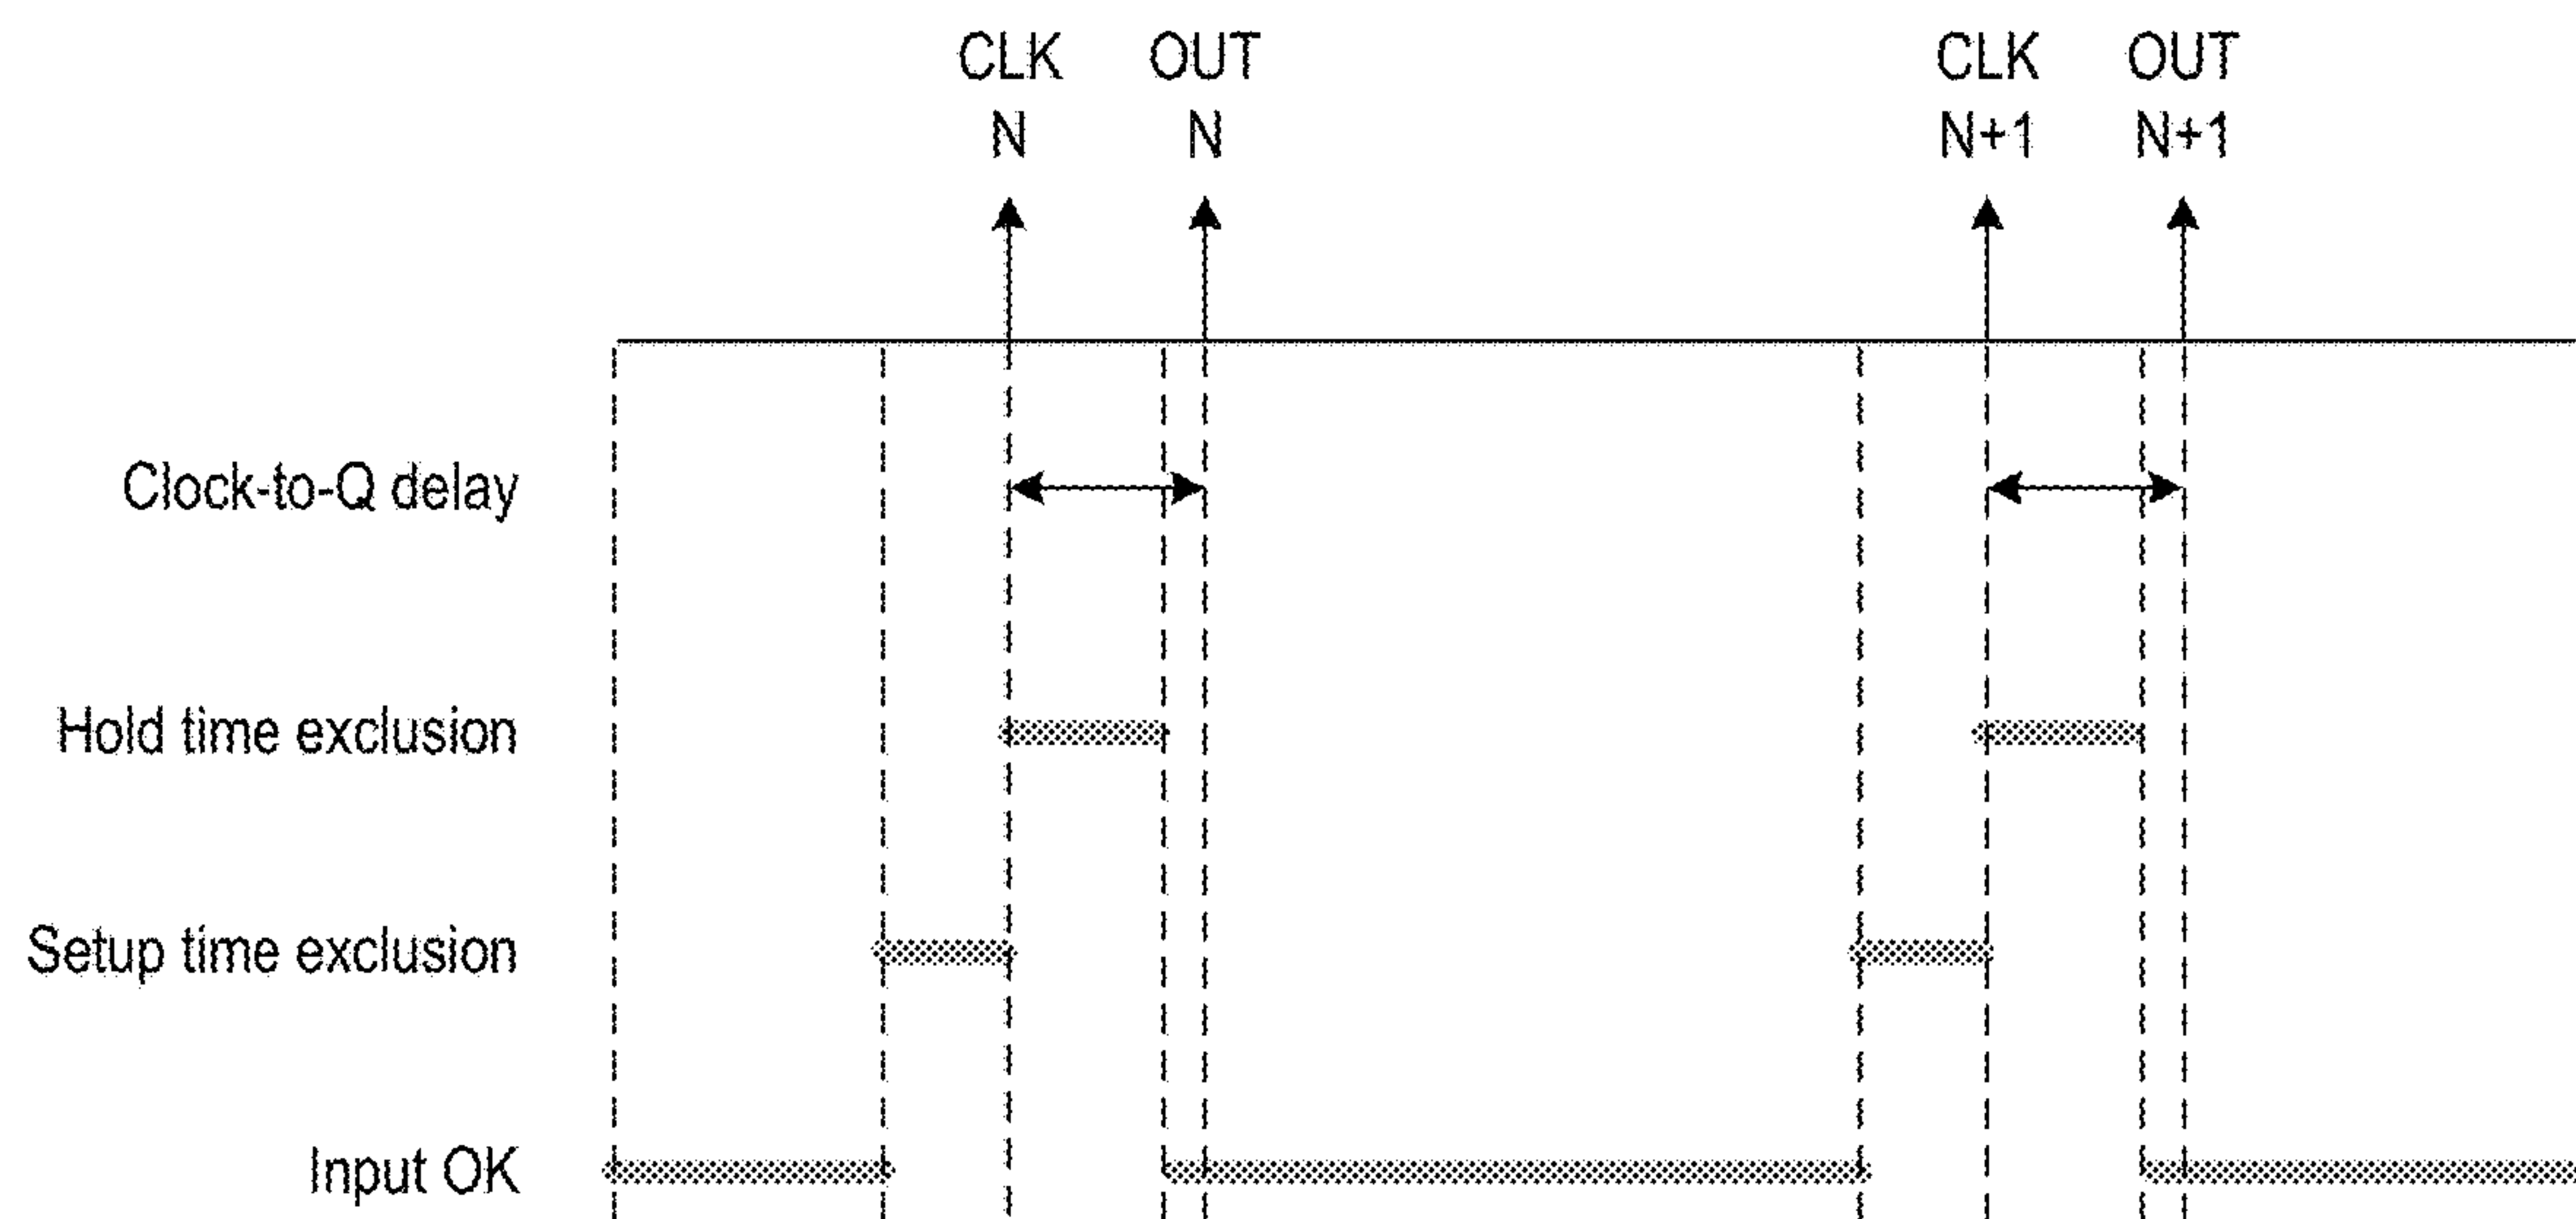 CLK OUT CLK OUT
N N N+1 N+1
Clock-to-Q delay
Hold time exclusion
Setup time exclusion
Input OK